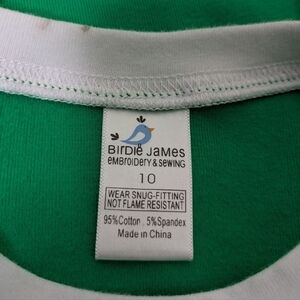 BIrDIe JaMes
eMBrOIDerY & seWING
10
WEAR SNUG-FITTING
NOT FLAME RESISTANT
95%Cotton 5%Spandex
Made in China